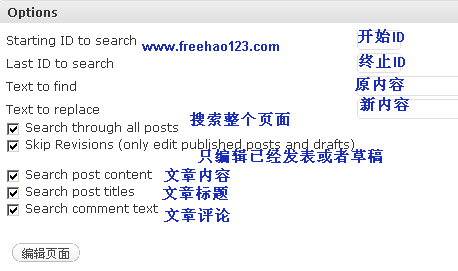 Options
Starting ID to search www.freehao123.com 开始ID
Last ID to search 终止ID
Text to find 原内容
Text to replace 新内容
Search through all posts 搜索整个页面
Skip Revisions (only edit published posts and drafts)
只编辑已经发表或者草稿
Search post content 文章内容
Search post titles 文章标题
Search comment text 文章评论
编辑页面